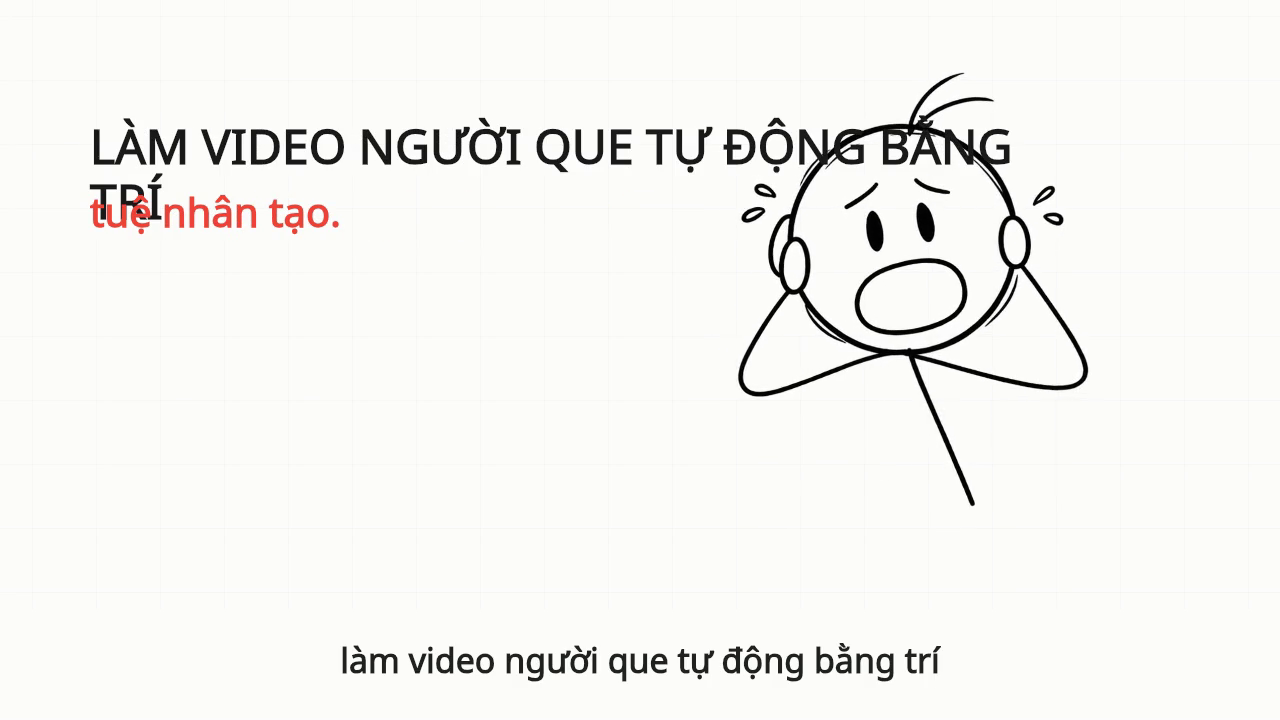 LÀM VIDEO NGƯỜI QUE TỰ ĐỘNG BẰNG
TRÍ
tuệ nhân tạo.
làm video người que tự động bằng trí